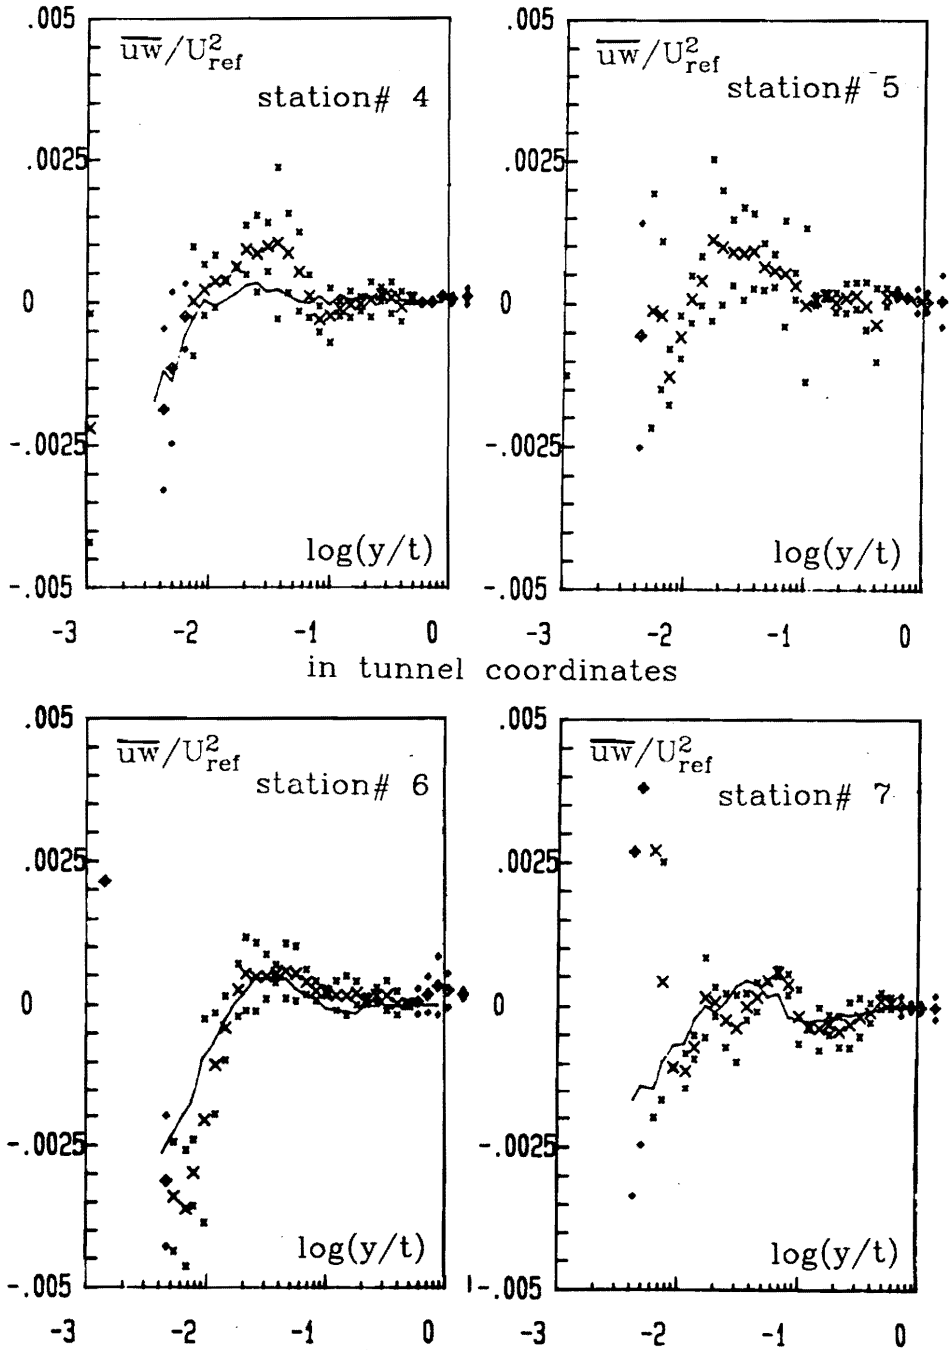 .005
uw/U²ref
station# 4
.0025
0
-.0025
log(y/t)
-.005
-3 -2 -1 0
.005
uw/U²ref
station# 5
.0025
0
-.0025
log(y/t)
-.005
-3 -2 -1 0
in tunnel coordinates
.005
uw/U²ref
station# 6
.0025
0
-.0025
log(y/t)
-.005
-3 -2 -1 0
.005
uw/U²ref
station# 7
.0025
0
-.0025
log(y/t)
-.005
-3 -2 -1 0